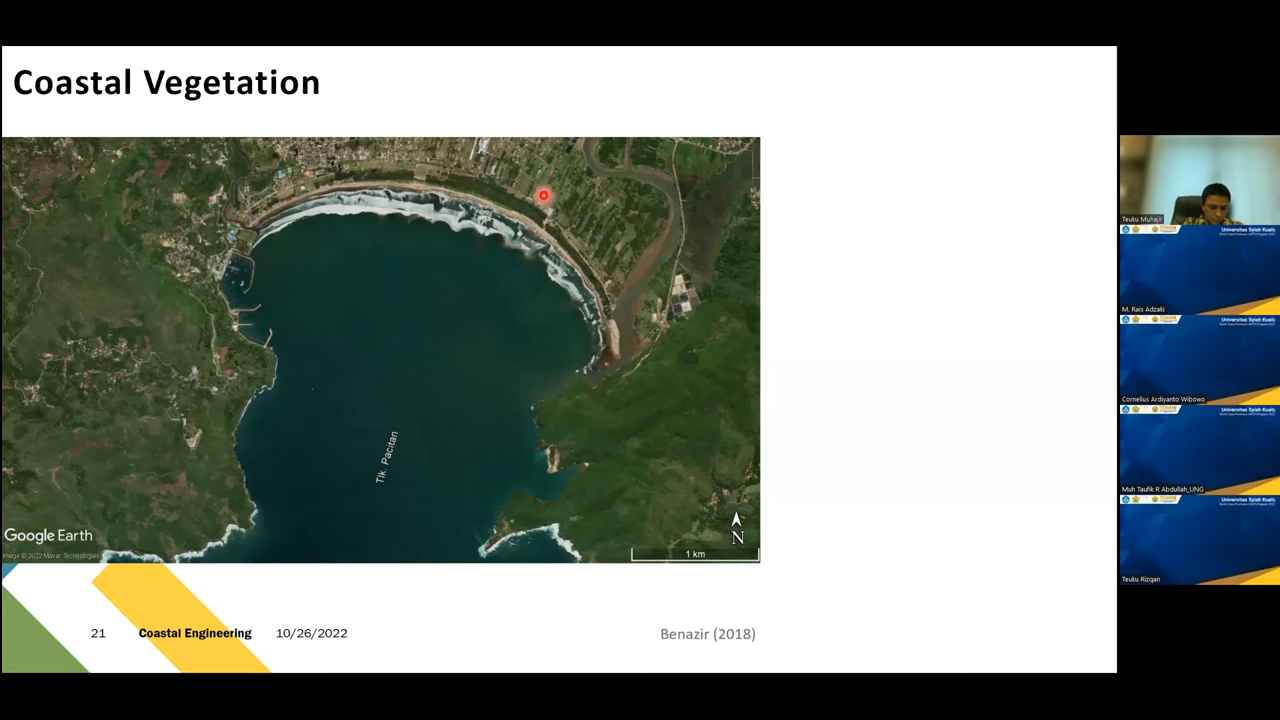 Coastal Vegetation
Tlk. Pacitan
Google Earth
Image © 2022 Maxar Technologies
N
1 km
21 Coastal Engineering 10/26/2022 Benazir (2018)
Teuku Muhajir
Universitas Syiah Kuala
M. Rais Adzaki
Universitas Syiah Kuala
Cornelius Ardiyanto Wibowo
Universitas Syiah Kuala
Muh Taufik R Abdullah_UNG
Universitas Syiah Kuala
Teuku Rizqan